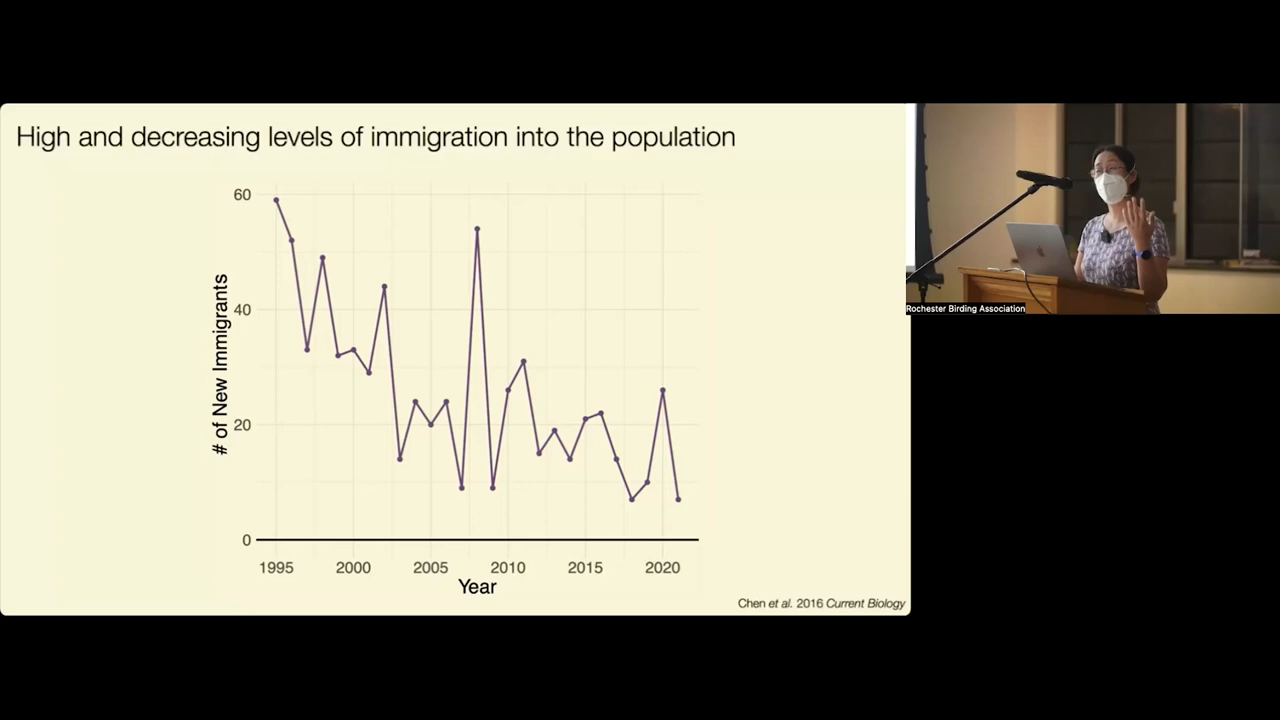 High and decreasing levels of immigration into the population
60
40
20
0
# of New Immigrants
1995 2000 2005 2010 2015 2020
Year
Chen et al. 2016 Current Biology
Rochester Birding Association